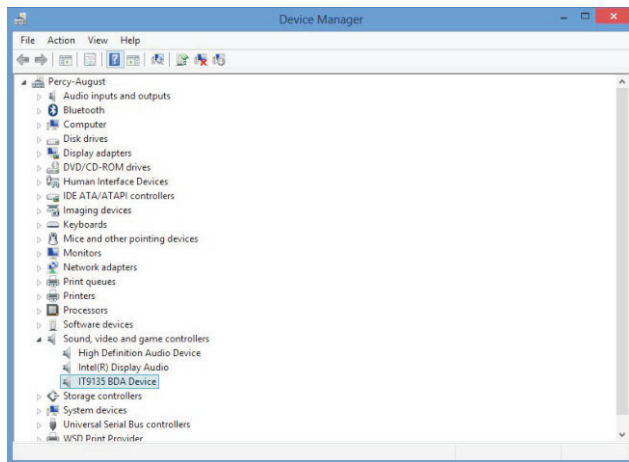 Device Manager
File Action View Help
Percy-August
Audio inputs and outputs
Bluetooth
Computer
Disk drives
Display adapters
DVD/CD-ROM drives
Human Interface Devices
IDE ATA/ATAPI controllers
Imaging devices
Keyboards
Mice and other pointing devices
Monitors
Network adapters
Print queues
Printers
Processors
Software devices
Sound, video and game controllers
High Definition Audio Device
Intel(R) Display Audio
IT9135 BDA Device
Storage controllers
System devices
Universal Serial Bus controllers
WSD Print Provider